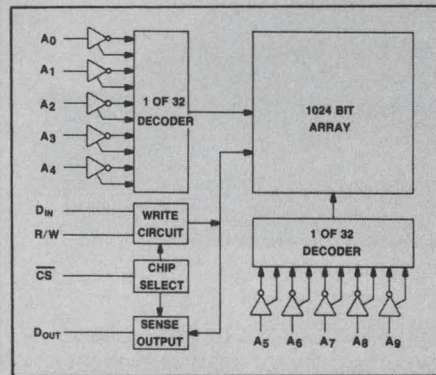 A0
A1
A2
A3
A4
1 OF 32
DECODER
1024 BIT
ARRAY
DIN
R/W
WRITE
CIRCUIT
CS
CHIP
SELECT
DOUT
SENSE
OUTPUT
1 OF 32
DECODER
A5 A6 A7 A8 A9